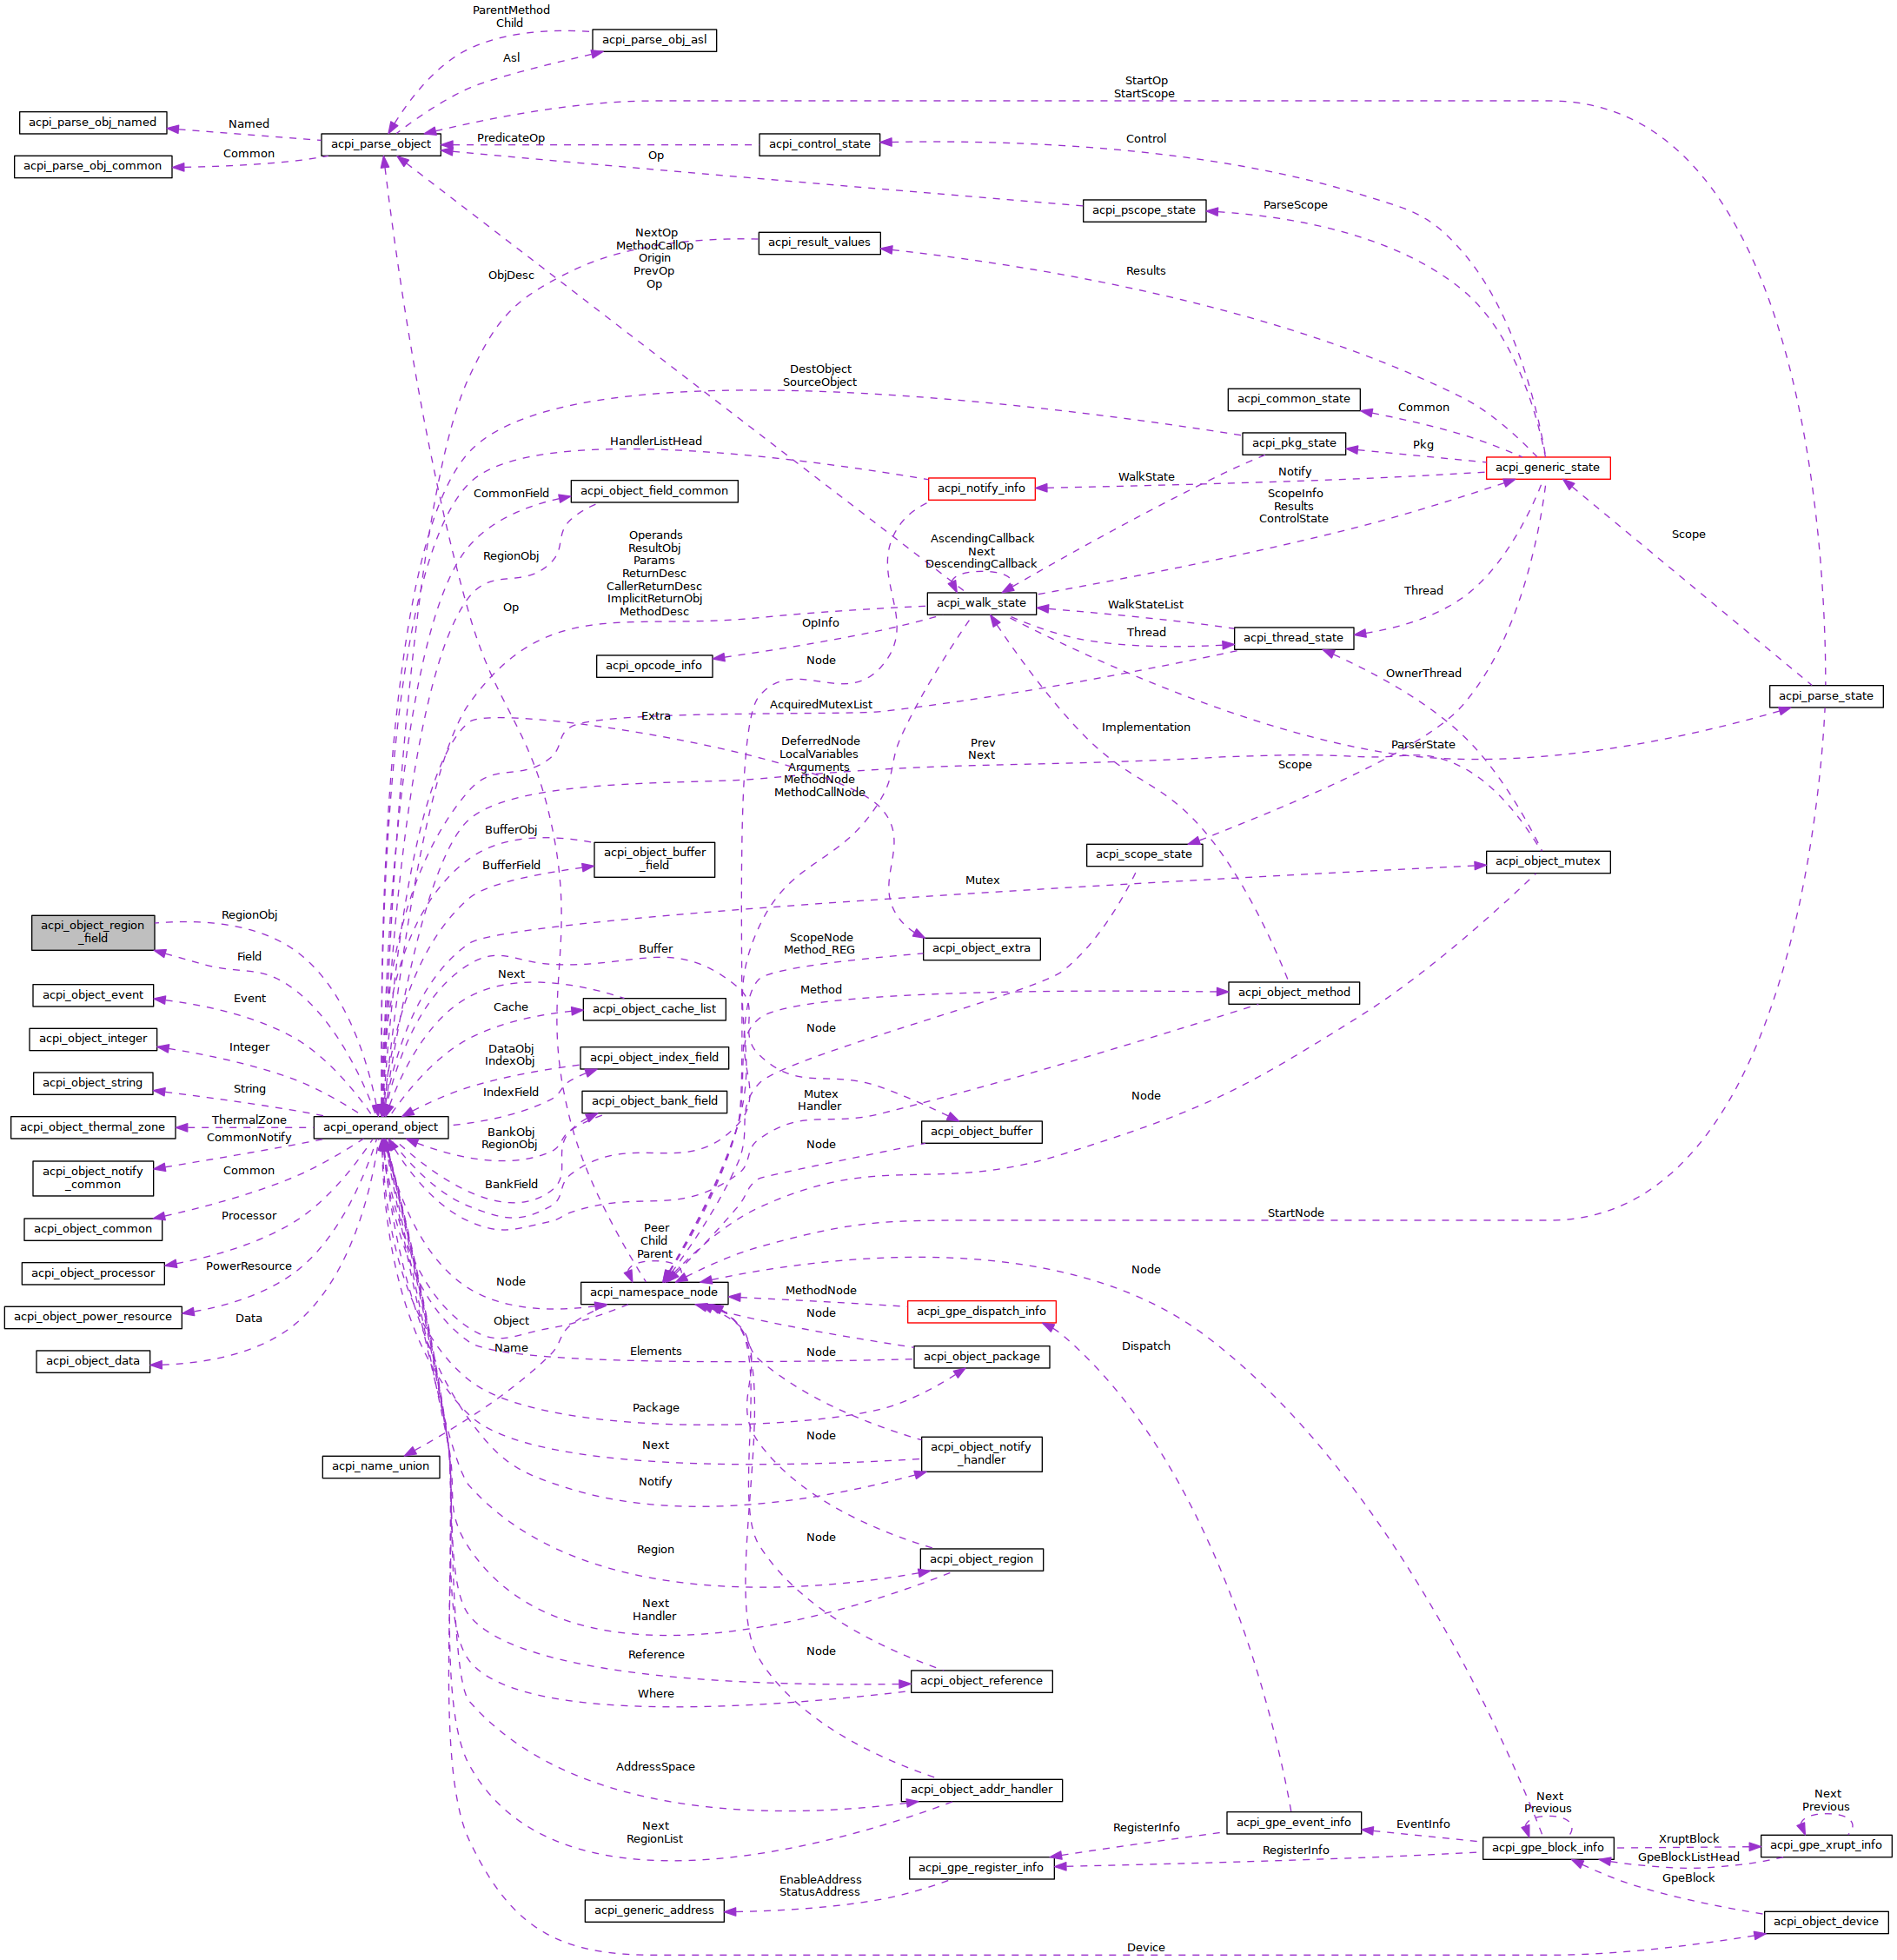 ParentMethod
Child
acpi_parse_obj_asl
Asl
StartOp
StartScope
acpi_parse_obj_named
Named
acpi_parse_object
PredicateOp
acpi_control_state
Control
acpi_parse_obj_common
Common
Op
acpi_pscope_state
ParseScope
NextOp
MethodCallOp
Origin
PrevOp
Op
acpi_result_values
ObjDesc
Results
DestObject
SourceObject
acpi_common_state
Common
HandlerListHead
acpi_pkg_state
Pkg
acpi_generic_state
WalkState
Notify
acpi_notify_info
CommonField
acpi_object_field_common
ScopeInfo
Results
ControlState
Scope
RegionObj
Operands
ResultObj
Params
ReturnDesc
CallerReturnDesc
ImplicitReturnObj
MethodDesc
AscendingCallback
Next
DescendingCallback
Thread
Op
acpi_walk_state
WalkStateList
OpInfo
Thread
acpi_thread_state
acpi_opcode_info
Node
OwnerThread
acpi_parse_state
Extra
AcquiredMutexList
Implementation
DeferredNode
LocalVariables
Arguments
MethodNode
MethodCallNode
Prev
Next
ParserState
Scope
BufferObj
acpi_object_buffer
_field
BufferField
acpi_scope_state
acpi_object_mutex
Mutex
acpi_object_region
_field
RegionObj
Field
Buffer
ScopeNode
Method_REG
acpi_object_extra
Next
Method
acpi_object_method
acpi_object_event
Event
Cache
acpi_object_cache_list
Node
acpi_object_integer
Integer
DataObj
IndexObj
acpi_object_index_field
acpi_object_string
String
IndexField
acpi_object_bank_field
Mutex
Handler
Node
acpi_object_thermal_zone
ThermalZone
acpi_operand_object
acpi_object_buffer
CommonNotify
BankObj
RegionObj
Node
acpi_object_notify
_common
Common
BankField
acpi_object_common
Processor
Peer
Child
Parent
StartNode
acpi_object_processor
PowerResource
Node
acpi_namespace_node
MethodNode
Node
acpi_object_power_resource
Data
Object
Node
acpi_gpe_dispatch_info
Name
Elements
Node
acpi_object_package
Dispatch
acpi_object_data
Package
Node
Next
acpi_object_notify
_handler
acpi_name_union
Notify
Node
Region
acpi_object_region
Next
Handler
Reference
Node
acpi_object_reference
Where
AddressSpace
acpi_object_addr_handler
Next
RegionList
RegisterInfo
acpi_gpe_event_info
EventInfo
Next
Previous
Next
Previous
acpi_gpe_register_info
RegisterInfo
acpi_gpe_block_info
XruptBlock
GpeBlockListHead
acpi_gpe_xrupt_info
GpeBlock
EnableAddress
StatusAddress
acpi_generic_address
acpi_object_device
Device